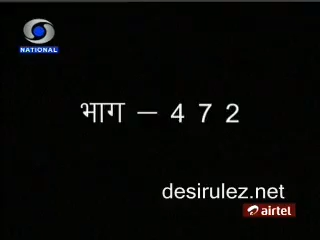 NATIONAL
भाग – 4 7 2
desirulez.net
airtel